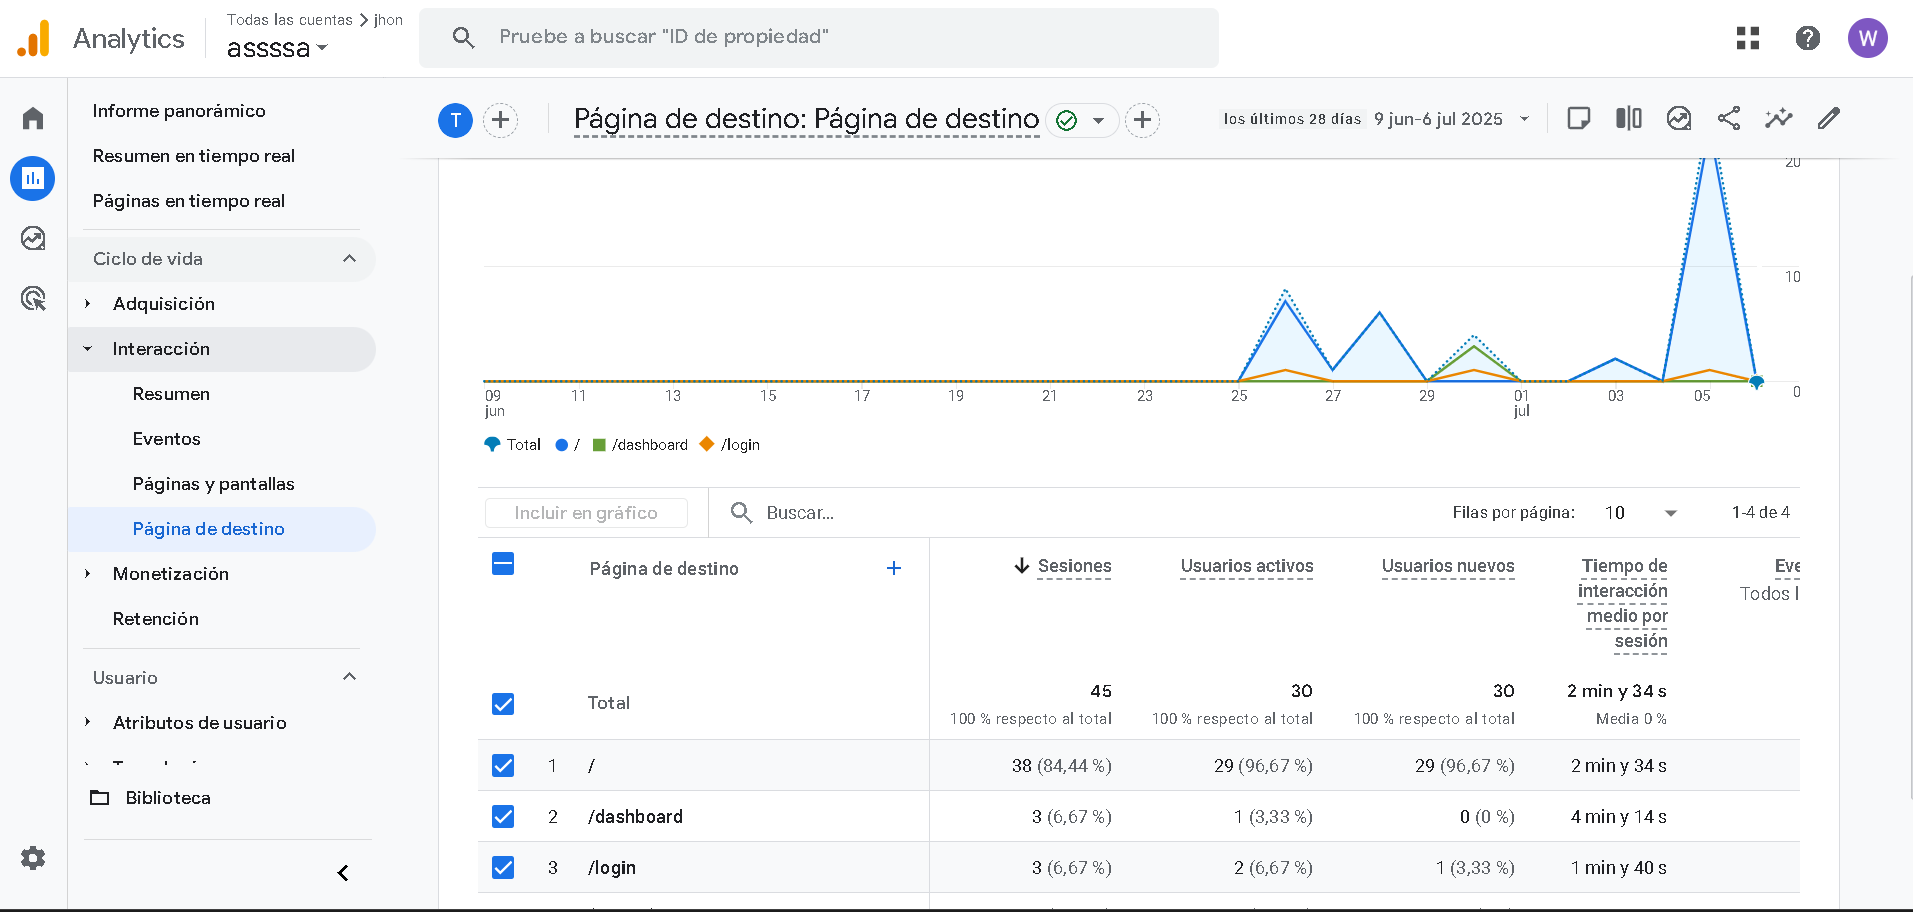 Analytics
Todas las cuentas > jhon
assssa
Pruebe a buscar "ID de propiedad"
W
Informe panorámico
Resumen en tiempo real
Páginas en tiempo real
Ciclo de vida
Adquisición
Interacción
Resumen
Eventos
Páginas y pantallas
Página de destino
Monetización
Retención
Usuario
Atributos de usuario
Biblioteca
T
Página de destino: Página de destino
los últimos 28 días 9 jun-6 jul 2025
20
10
0
09 jun 11 13 15 17 19 21 23 25 27 29 01 jul 03 05
Total / /dashboard /login
Incluir en gráfico Buscar... Filas por página: 10 1-4 de 4
Página de destino Sesiones Usuarios activos Usuarios nuevos Tiempo de interacción medio por sesión Eve
Todos l
Total 45 30 30 2 min y 34 s
100 % respecto al total 100 % respecto al total 100 % respecto al total Media 0 %
1 / 38 (84,44 %) 29 (96,67 %) 29 (96,67 %) 2 min y 34 s
2 /dashboard 3 (6,67 %) 1 (3,33 %) 0 (0 %) 4 min y 14 s
3 /login 3 (6,67 %) 2 (6,67 %) 1 (3,33 %) 1 min y 40 s